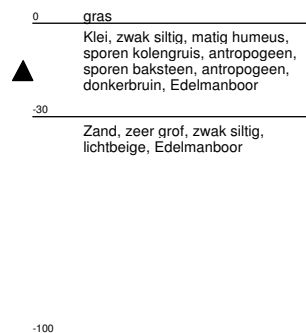 0 gras
Klei, zwak siltig, matig humeus,
sporen kolengruis, antropogeen,
sporen baksteen, antropogeen,
donkerbruin, Edelmanboor
-30
Zand, zeer grof, zwak siltig,
lichtbeige, Edelmanboor
-100